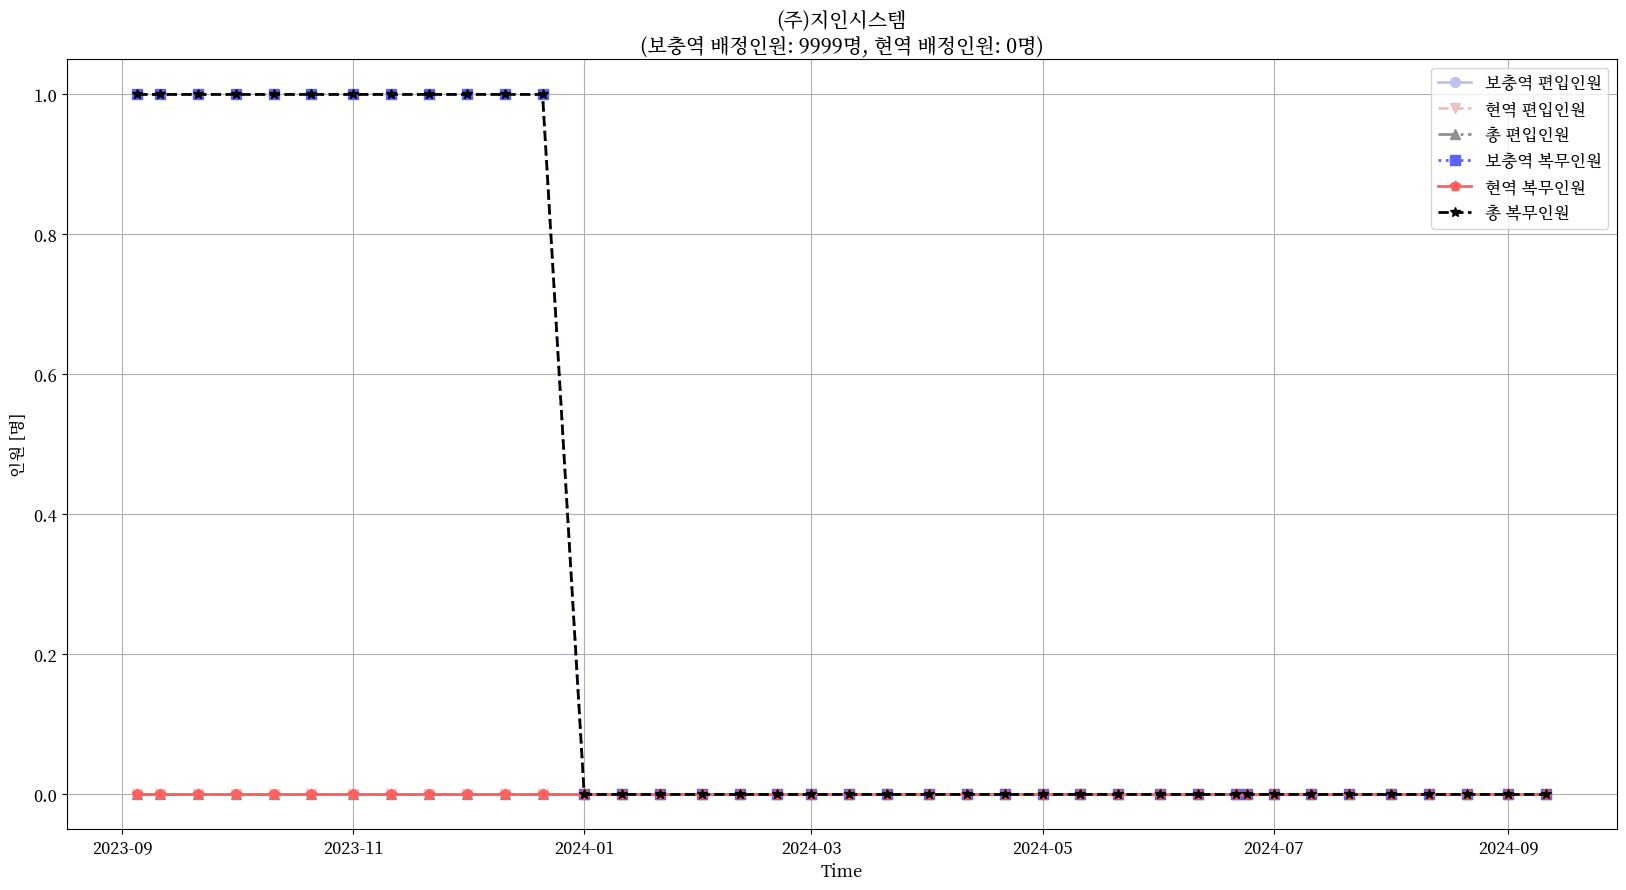 (주)지인시스템
(보충역 배정인원: 9999명, 현역 배정인원: 0명)
보충역 편입인원
현역 편입인원
총 편입인원
보충역 복무인원
현역 복무인원
총 복무인원
인원 [명]
1.0
0.8
0.6
0.4
0.2
0.0
2023-09
2023-11
2024-01
2024-03
2024-05
2024-07
2024-09
Time